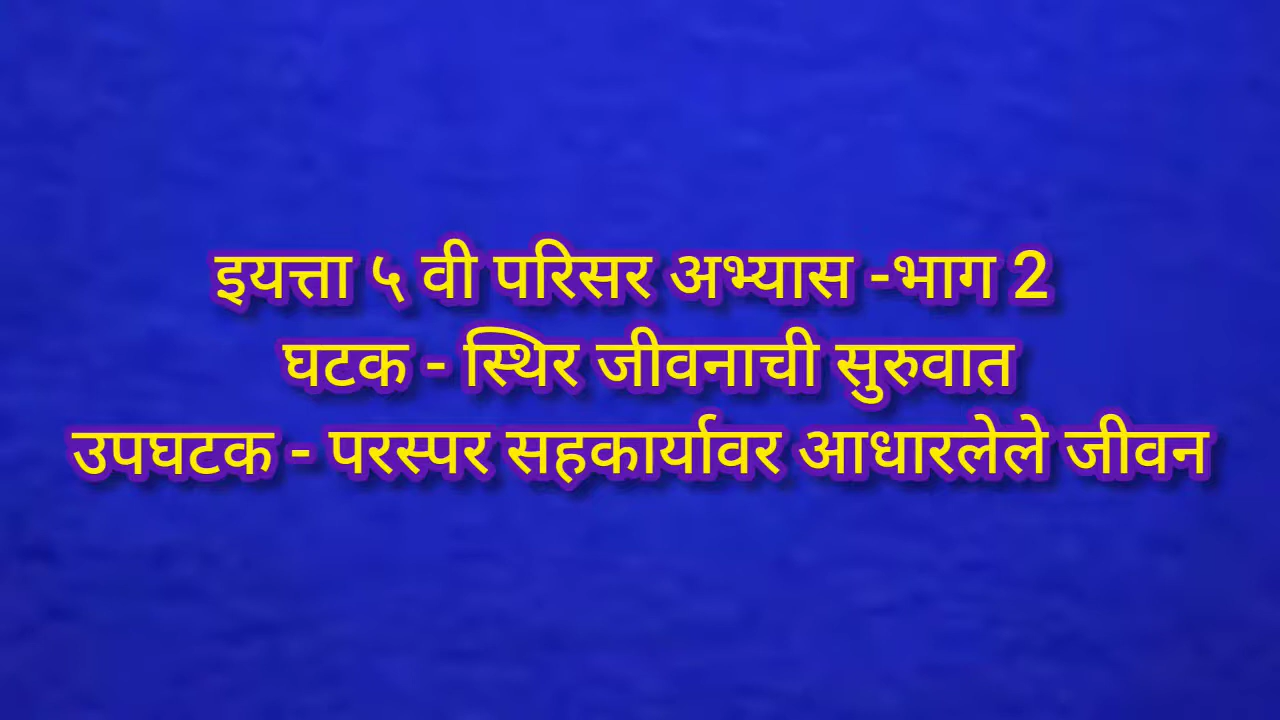 इयत्ता ५ वी परिसर अभ्यास -भाग 2
घटक - स्थिर जीवनाची सुरुवात
उपघटक - परस्पर सहकार्यावर आधारलेले जीवन